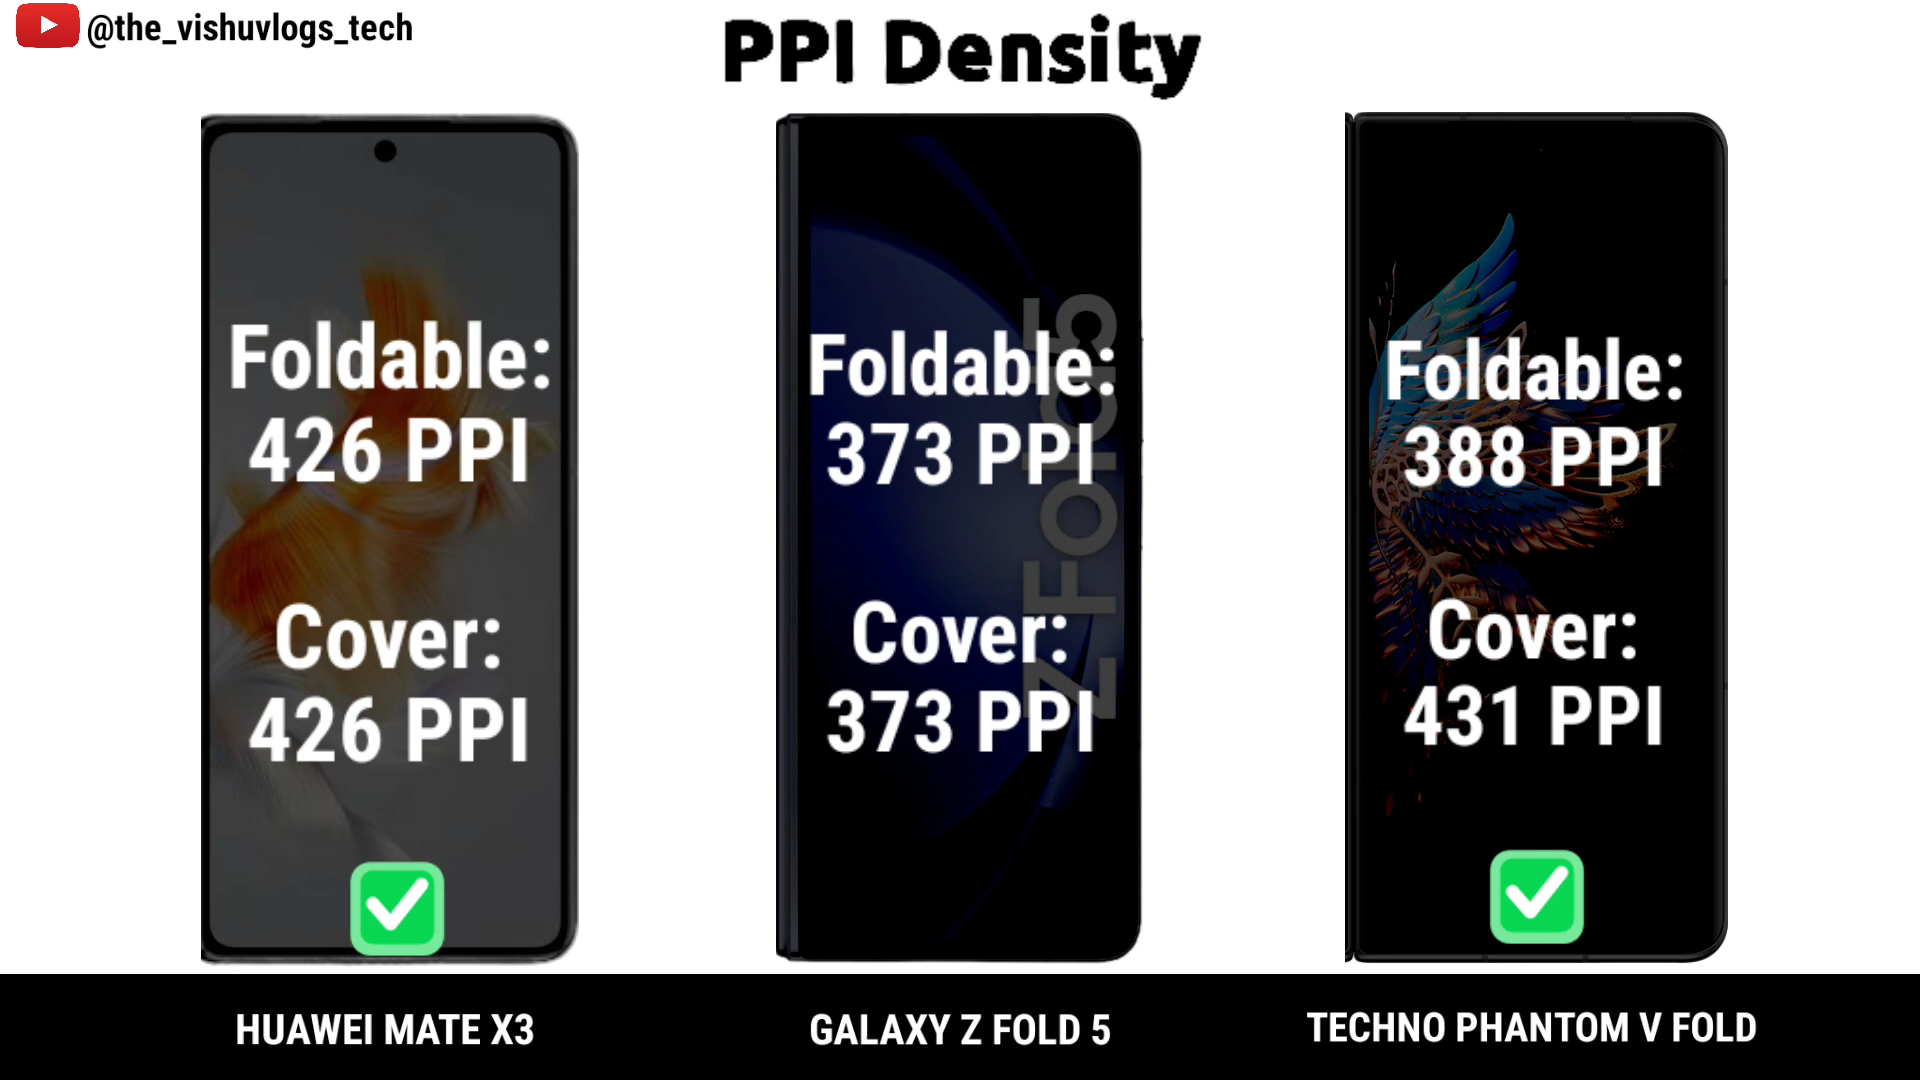 @the_vishuvlogs_tech
PPI Density
Foldable:
426 PPI
Cover:
426 PPI
Z Fold5
Foldable:
373 PPI
Cover:
373 PPI
Foldable:
388 PPI
Cover:
431 PPI
HUAWEI MATE X3
GALAXY Z FOLD 5
TECHNO PHANTOM V FOLD